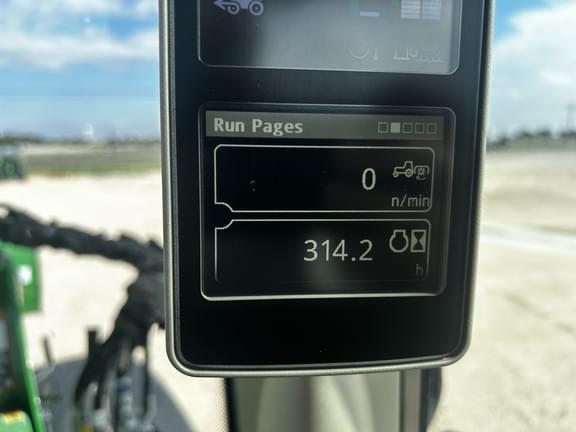 Run Pages
0
n/min
314.2
h